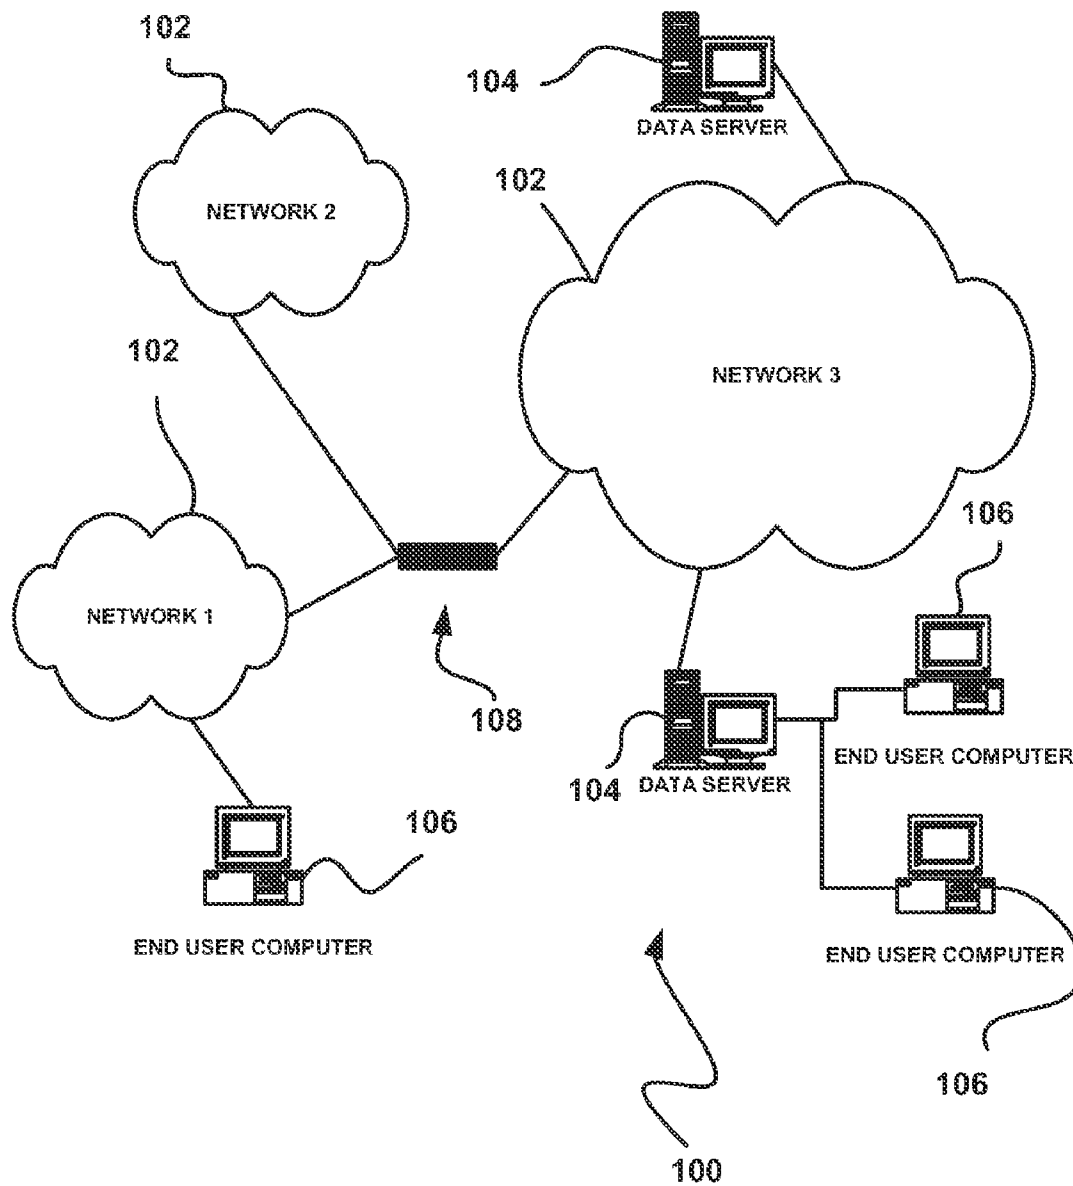 102
104
DATA SERVER
102
NETWORK 2
102
NETWORK 3
106
NETWORK 1
108
END USER COMPUTER
104
DATA SERVER
106
END USER COMPUTER
END USER COMPUTER
106
100